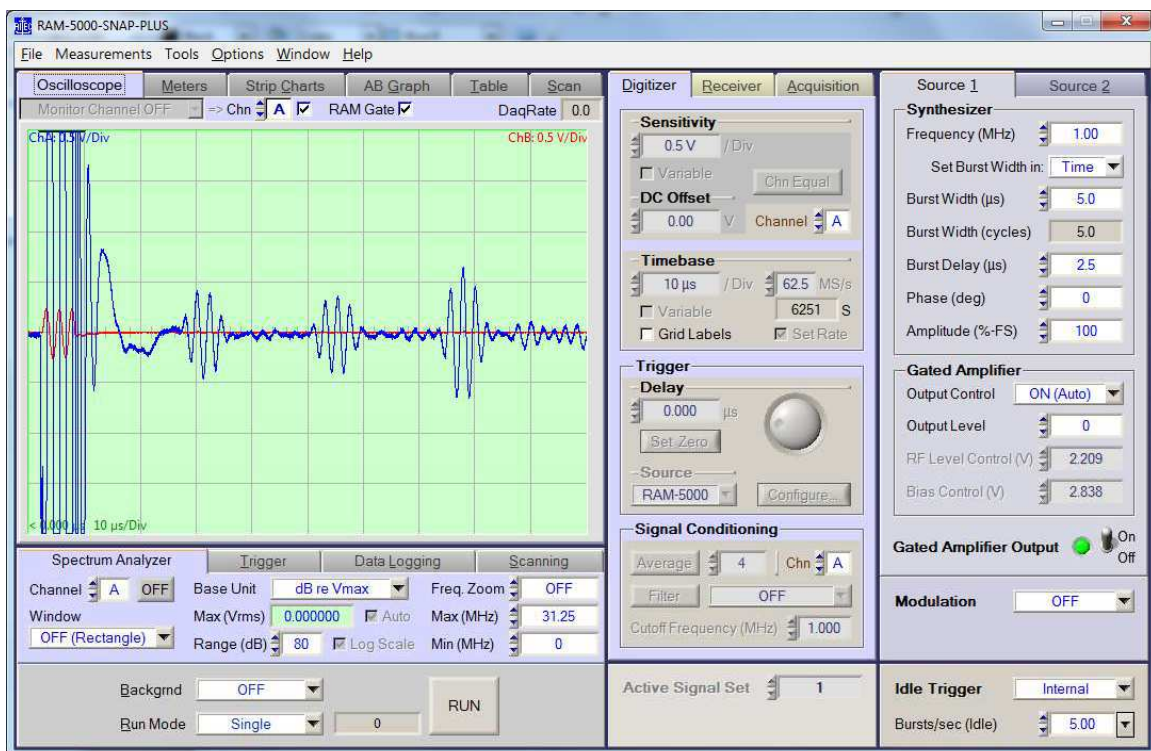 RAM-5000-SNAP-PLUS
File Measurements Tools Options Window Help
Oscilloscope Meters Strip Charts AB Graph Table Scan
Monitor Channel OFF => Chn A RAM Gate DaqRate 0.0
ChA: 0.5 V/Div ChB: 0.5 V/Div
< 0.000 µs 10 µs/Div
Spectrum Analyzer Trigger Data Logging Scanning
Channel A OFF Base Unit dB re Vmax Freq. Zoom OFF
Window Max (Vrms) 0.000000 Auto Max (MHz) 31.25
OFF (Rectangle) Range (dB) 80 Log Scale Min (MHz) 0
Backgrnd OFF
Run Mode Single 0 RUN
Digitizer Receiver Acquisition
Sensitivity
0.5 V / Div
Variable Chn Equal
DC Offset
0.00 V Channel A
Timebase
10 µs / Div 62.5 MS/s
Variable 6251 S
Grid Labels Set Rate
Trigger
Delay
0.000 µs
Set Zero
Source
RAM-5000 Configure...
Signal Conditioning
Average 4 Chn A
Filter OFF
Cutoff Frequency (MHz) 1.000
Active Signal Set 1
Source 1 Source 2
Synthesizer
Frequency (MHz) 1.00
Set Burst Width in: Time
Burst Width (µs) 5.0
Burst Width (cycles) 5.0
Burst Delay (µs) 2.5
Phase (deg) 0
Amplitude (%-FS) 100
Gated Amplifier
Output Control ON (Auto)
Output Level 0
RF Level Control (V) 2.209
Bias Control (V) 2.838
Gated Amplifier Output On
Off
Modulation OFF
Idle Trigger Internal
Bursts/sec (Idle) 5.00